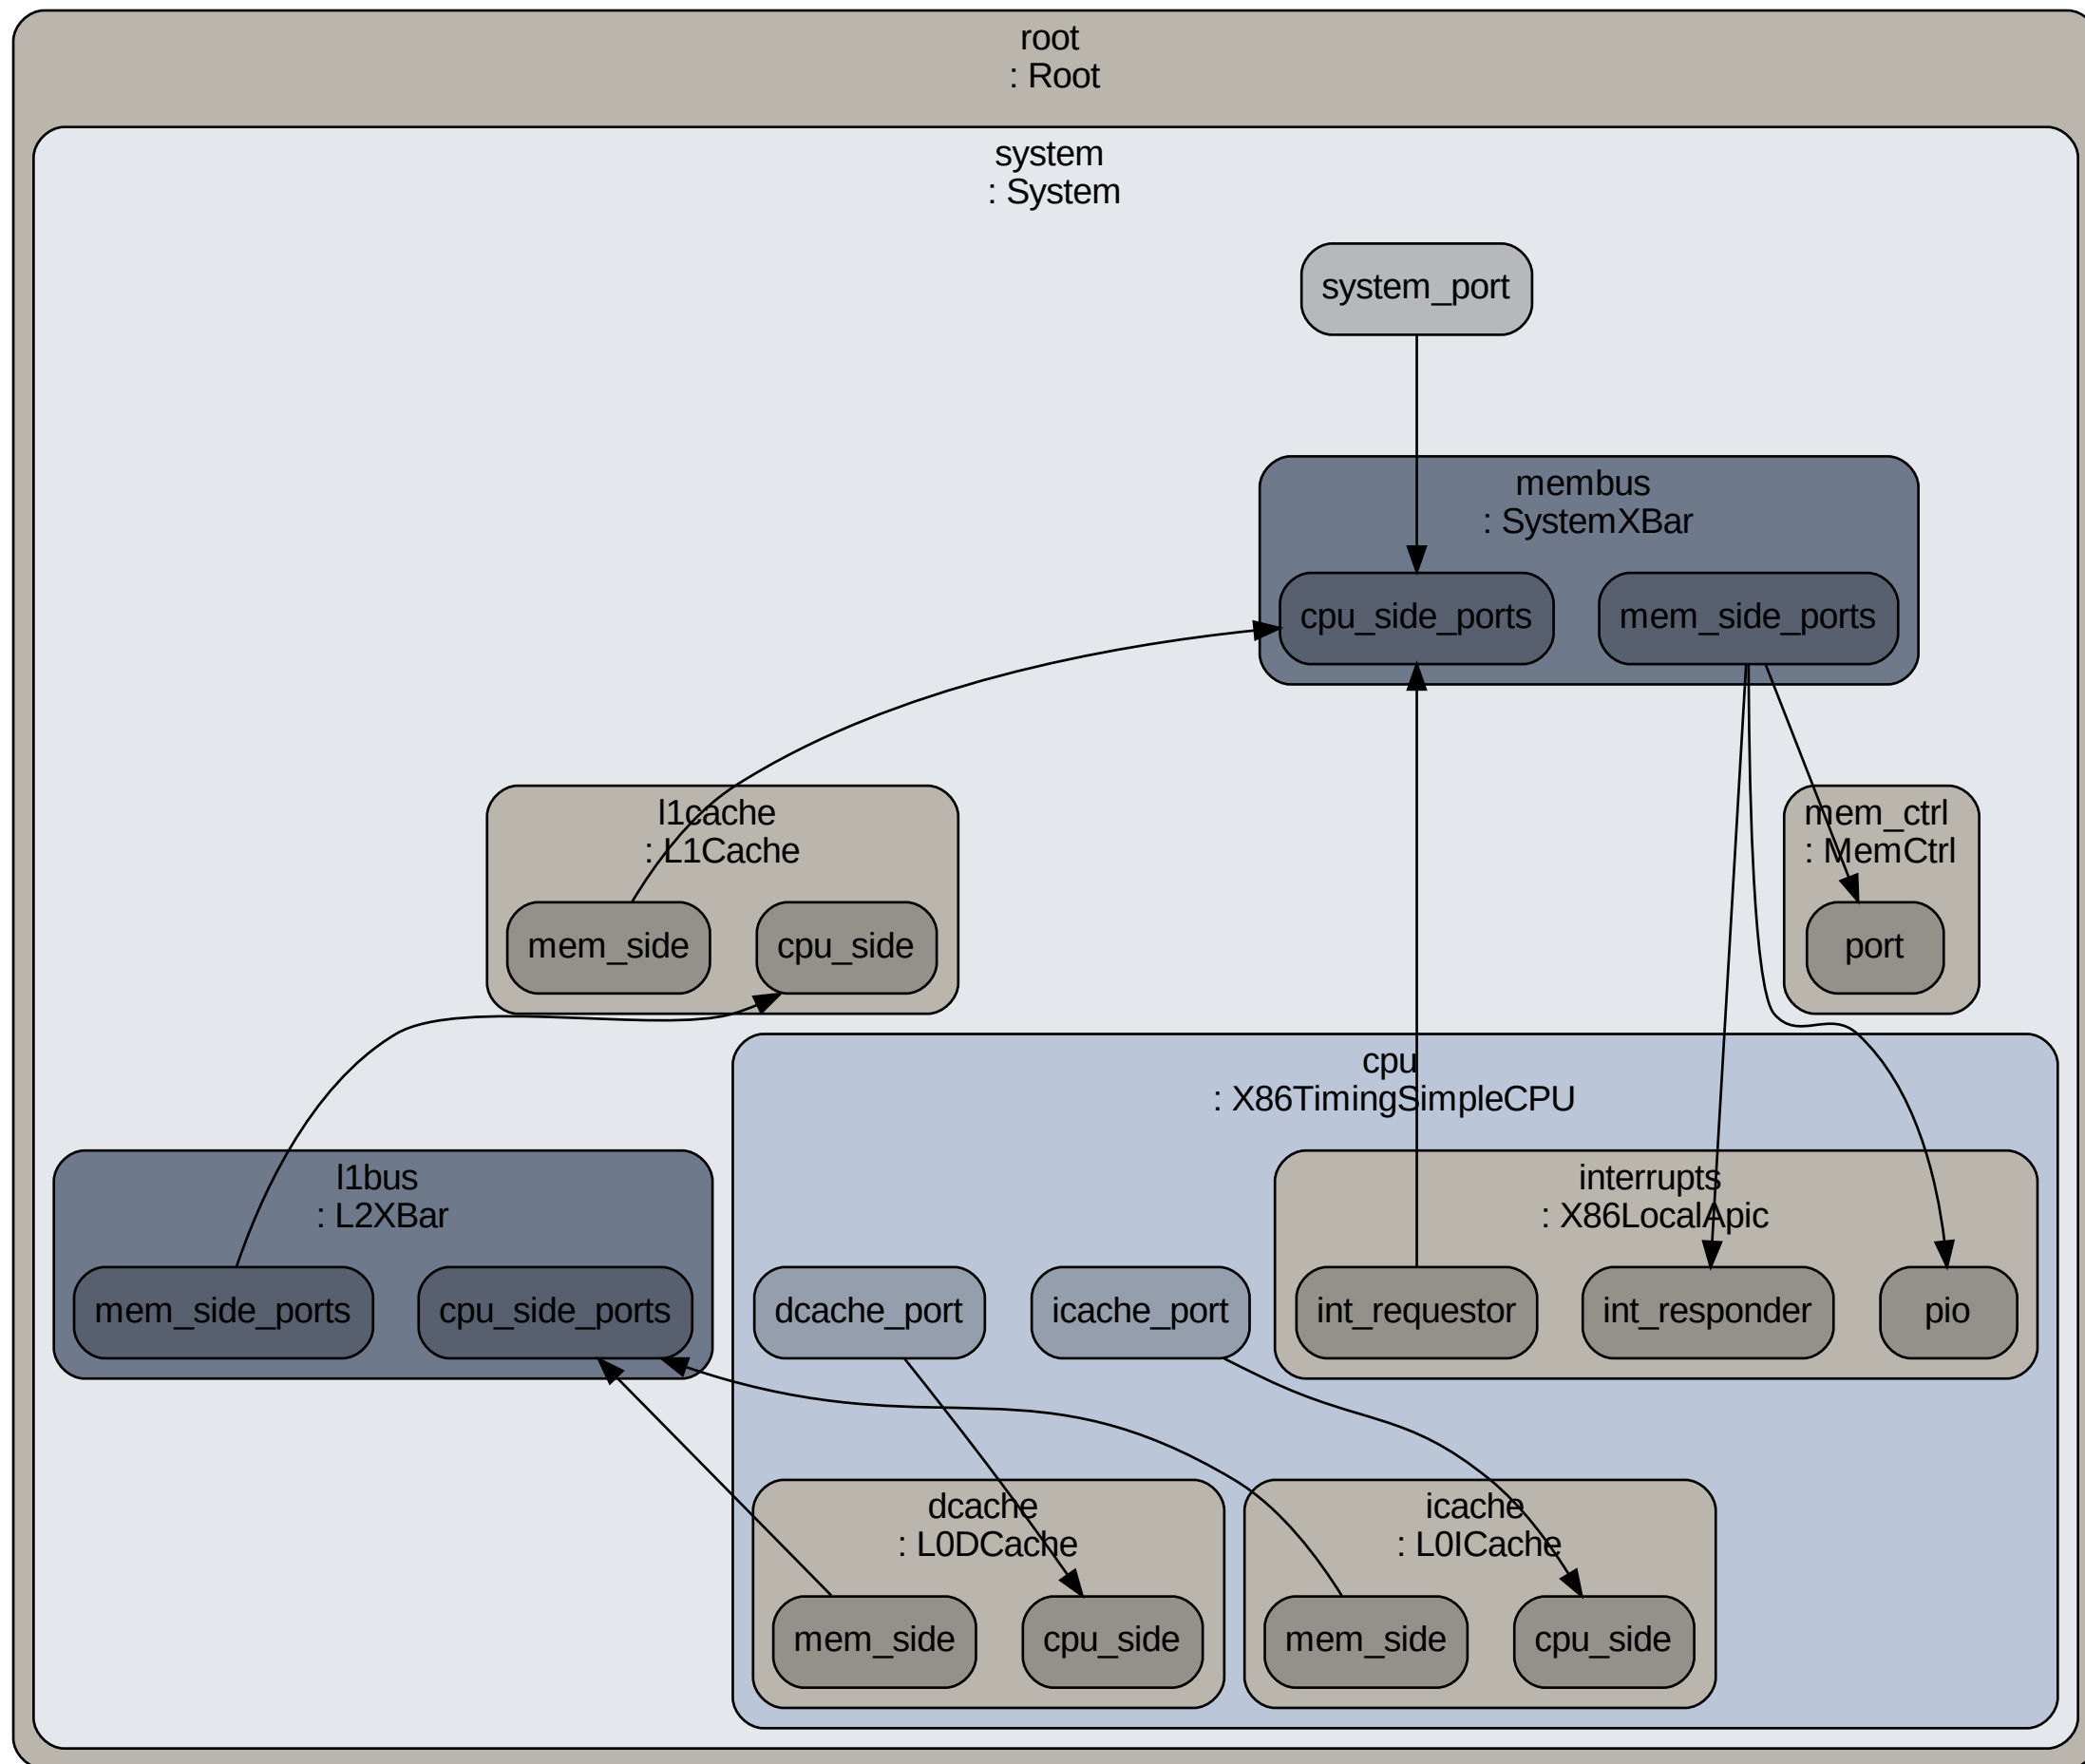 root
: Root
system
: System
system_port
membus
: SystemXBar
cpu_side_ports
mem_side_ports
l1cache
: L1Cache
mem_side
cpu_side
mem_ctrl
: MemCtrl
port
cpu
: X86TimingSimpleCPU
l1bus
: L2XBar
mem_side_ports
cpu_side_ports
dcache_port
icache_port
interrupts
: X86LocalApic
int_requestor
int_responder
pio
dcache
: L0DCache
mem_side
cpu_side
icache
: L0ICache
mem_side
cpu_side